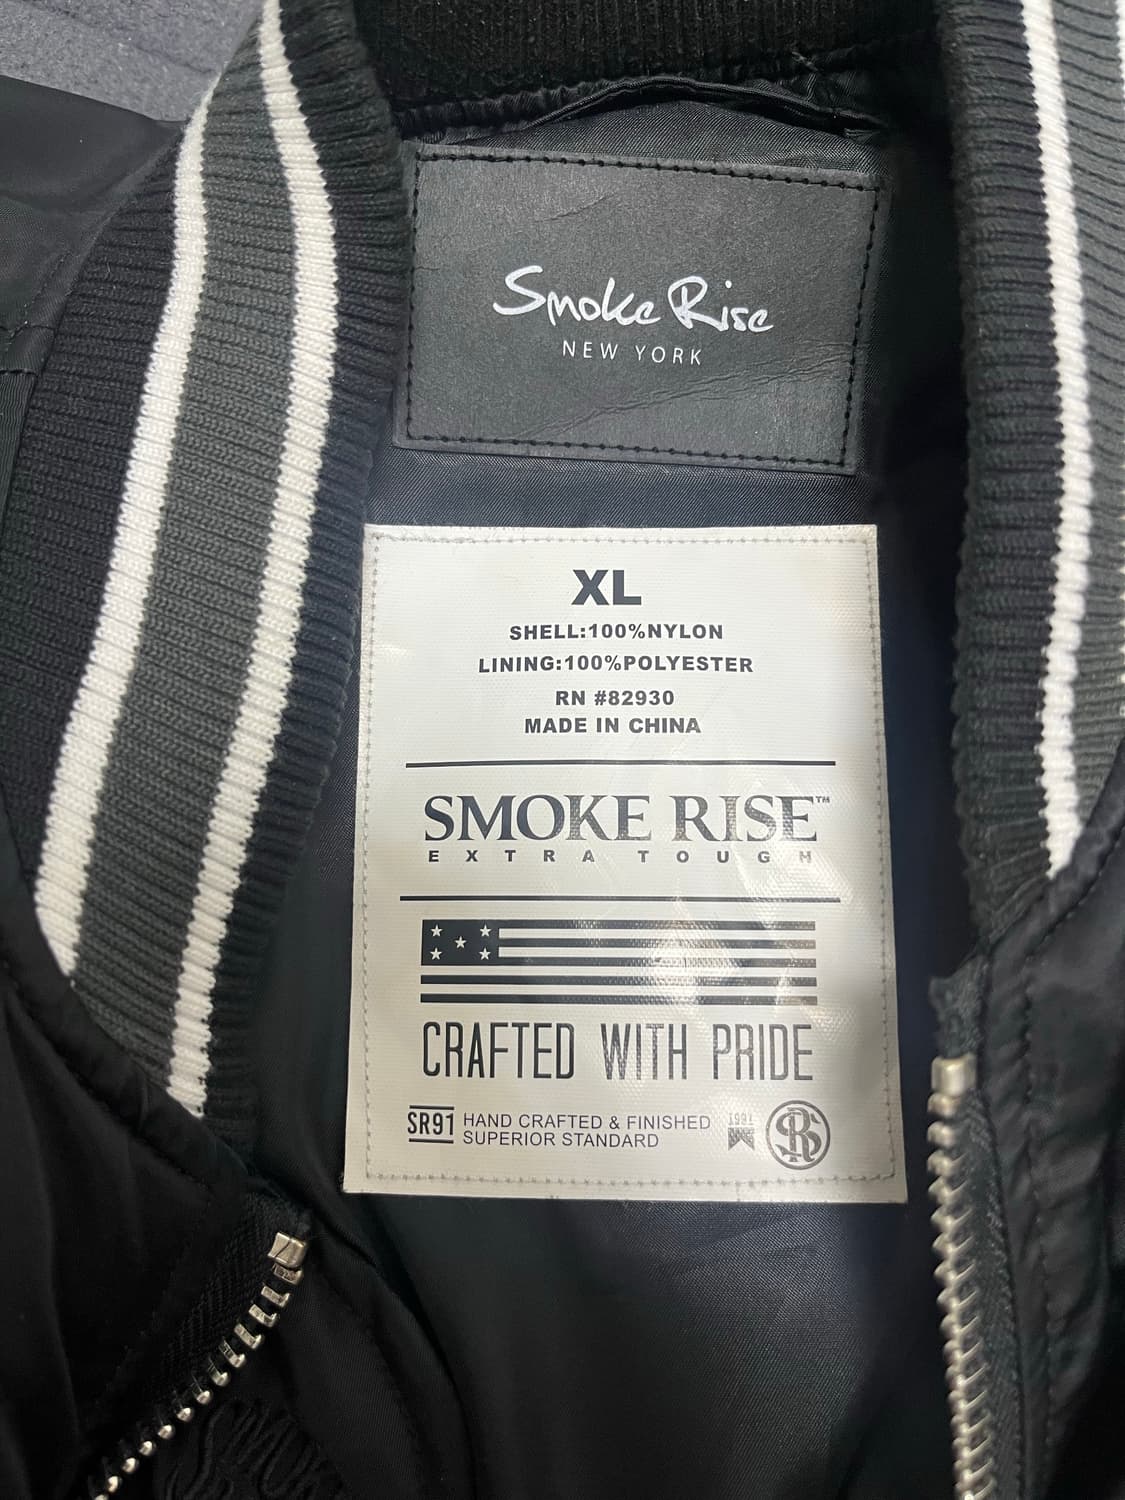 Smoke Rise
NEW YORK
XL
SHELL:100%NYLON
LINING:100%POLYESTER
RN #82930
MADE IN CHINA
SMOKE RISE™
EXTRA TOUGH
CRAFTED WITH PRIDE
SR91 HAND CRAFTED & FINISHED
SUPERIOR STANDARD
1991
SR